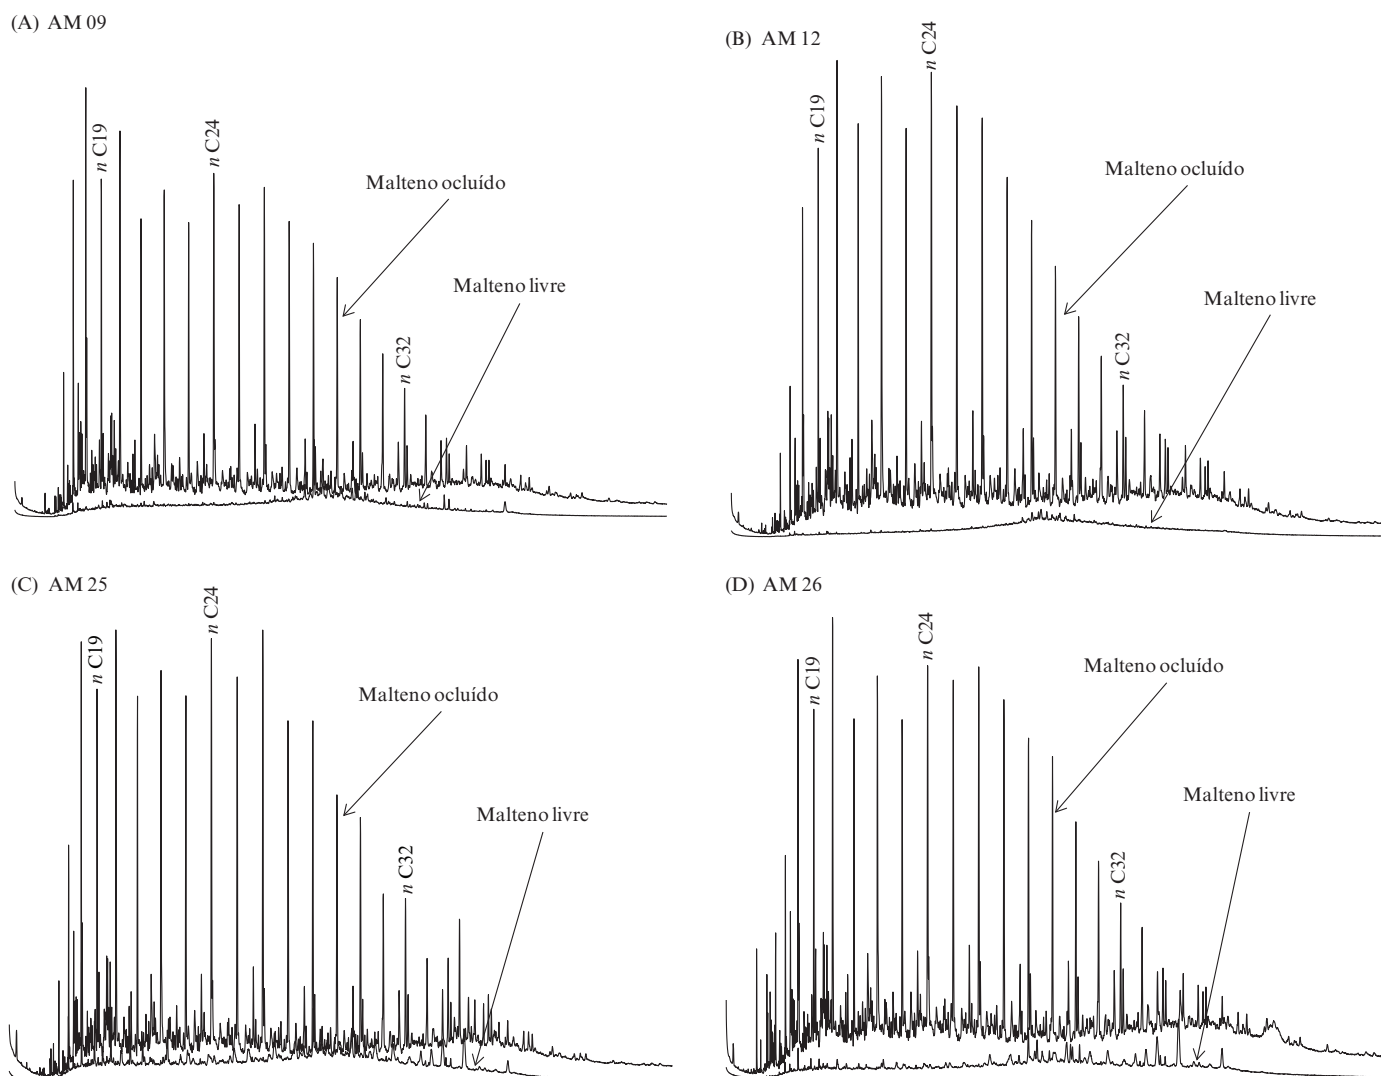 (A) AM 09
n C19
n C24
Malteno ocluído
Malteno livre
n C32
(B) AM 12
n C19
n C24
Malteno ocluído
Malteno livre
n C32
(C) AM 25
n C19
n C24
Malteno ocluído
Malteno livre
n C32
(D) AM 26
n C19
n C24
Malteno ocluído
Malteno livre
n C32